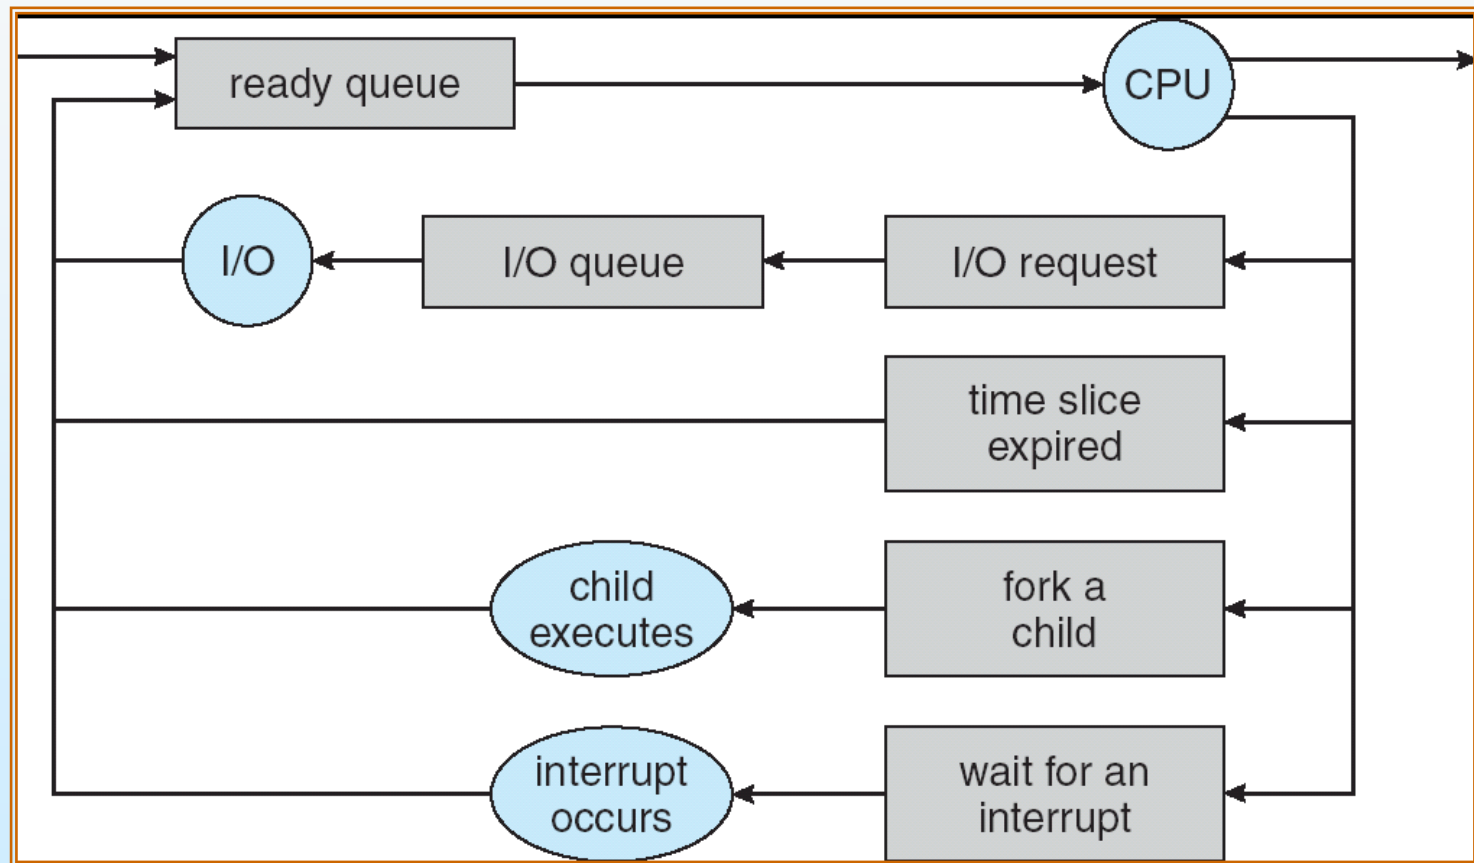 ready queue
CPU
I/O
I/O queue
I/O request
time slice
expired
child
executes
fork a
child
interrupt
occurs
wait for an
interrupt